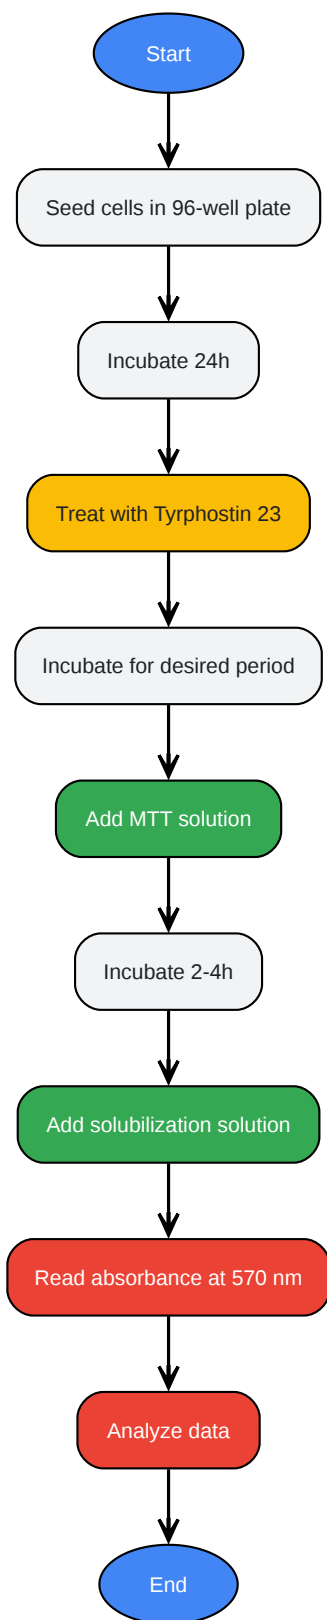 Start
Seed cells in 96-well plate
Incubate 24h
Treat with Tyrphostin 23
Incubate for desired period
Add MTT solution
Incubate 2-4h
Add solubilization solution
Read absorbance at 570 nm
Analyze data
End